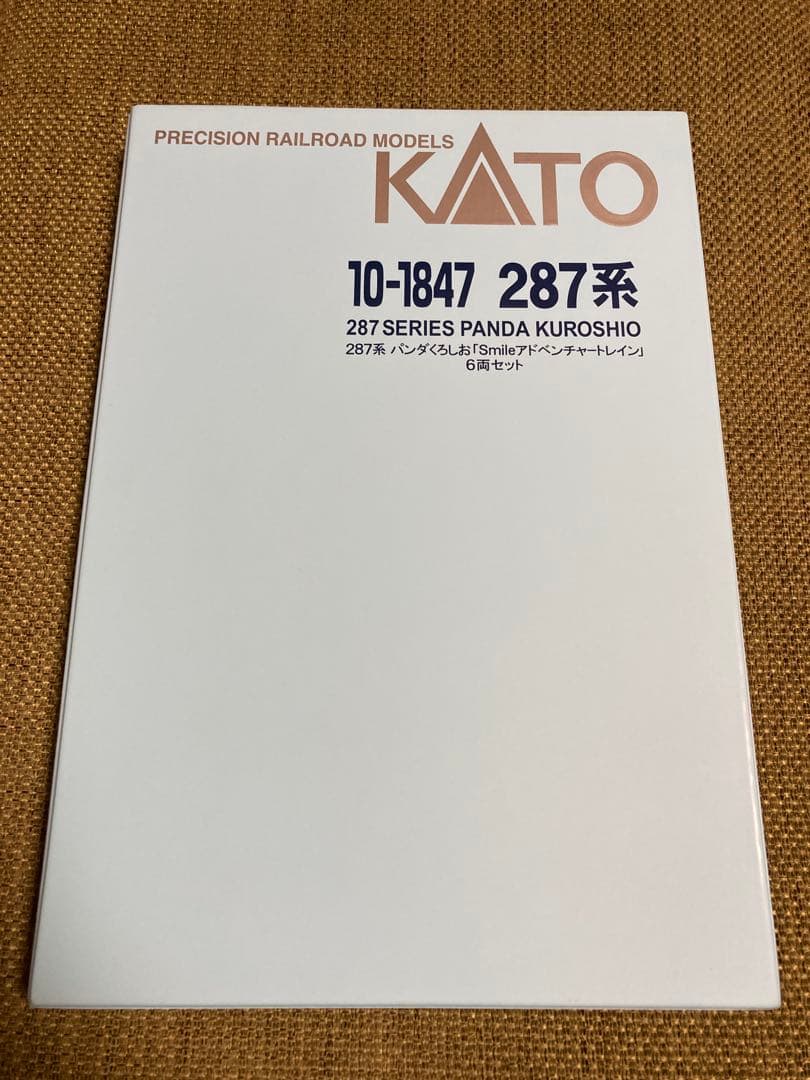 PRECISION RAILROAD MODELS
KATO
10-1847 287系
287 SERIES PANDA KUROSHIO
287系 パンダくろしお「Smileアドベンチャートレイン」
6両セット